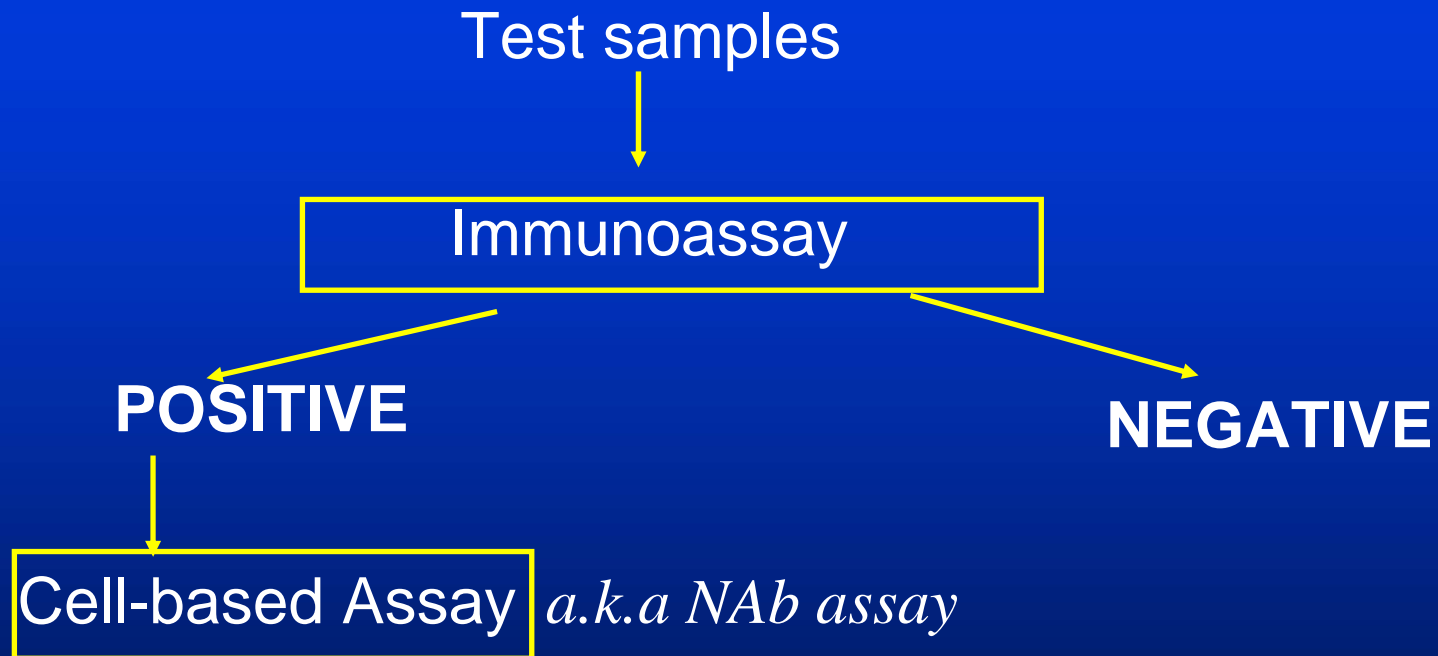 Test samples
Immunoassay
POSITIVE
NEGATIVE
Cell-based Assay a.k.a NAb assay